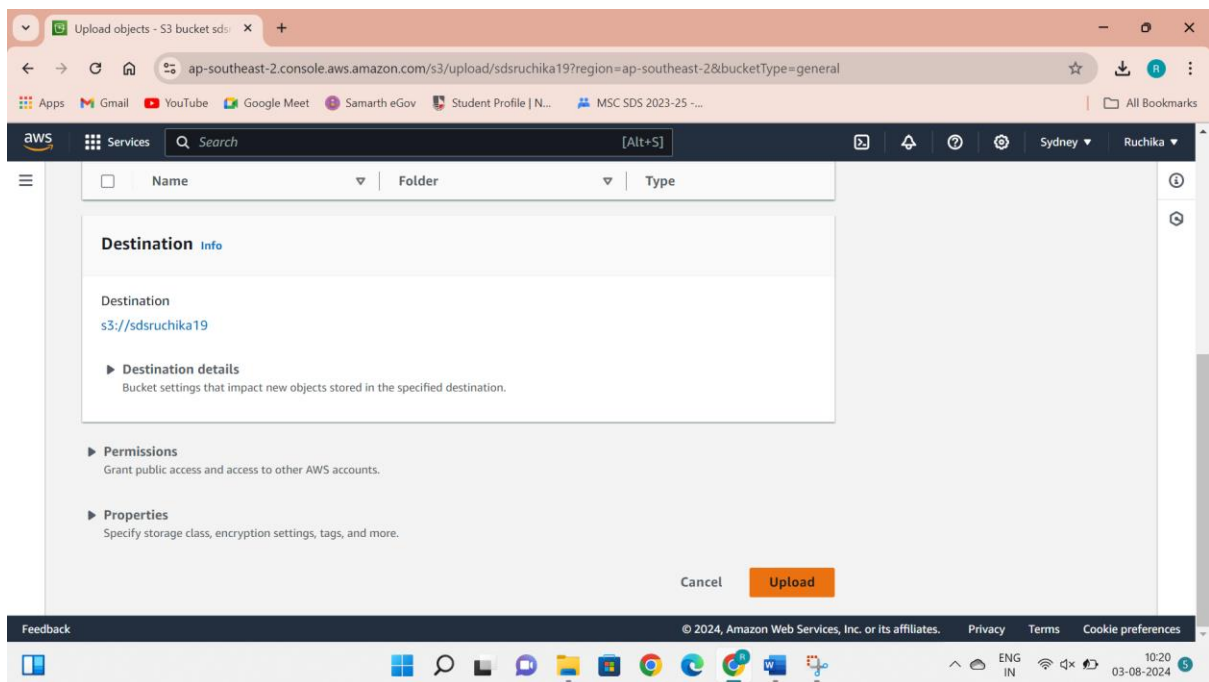 Upload objects - S3 bucket sdsr
ap-southeast-2.console.aws.amazon.com/s3/upload/sdsruchika19?region=ap-southeast-2&bucketType=general
R
Apps Gmail YouTube Google Meet Samarth eGov Student Profile | N... MSC SDS 2023-25 -... All Bookmarks
aws Services Search [Alt+S] Sydney Ruchika
Name Folder Type
Destination Info
Destination
s3://sdsruchika19
Destination details
Bucket settings that impact new objects stored in the specified destination.
Permissions
Grant public access and access to other AWS accounts.
Properties
Specify storage class, encryption settings, tags, and more.
Cancel Upload
Feedback © 2024, Amazon Web Services, Inc. or its affiliates. Privacy Terms Cookie preferences
ENG 10:20
IN 03-08-2024 5